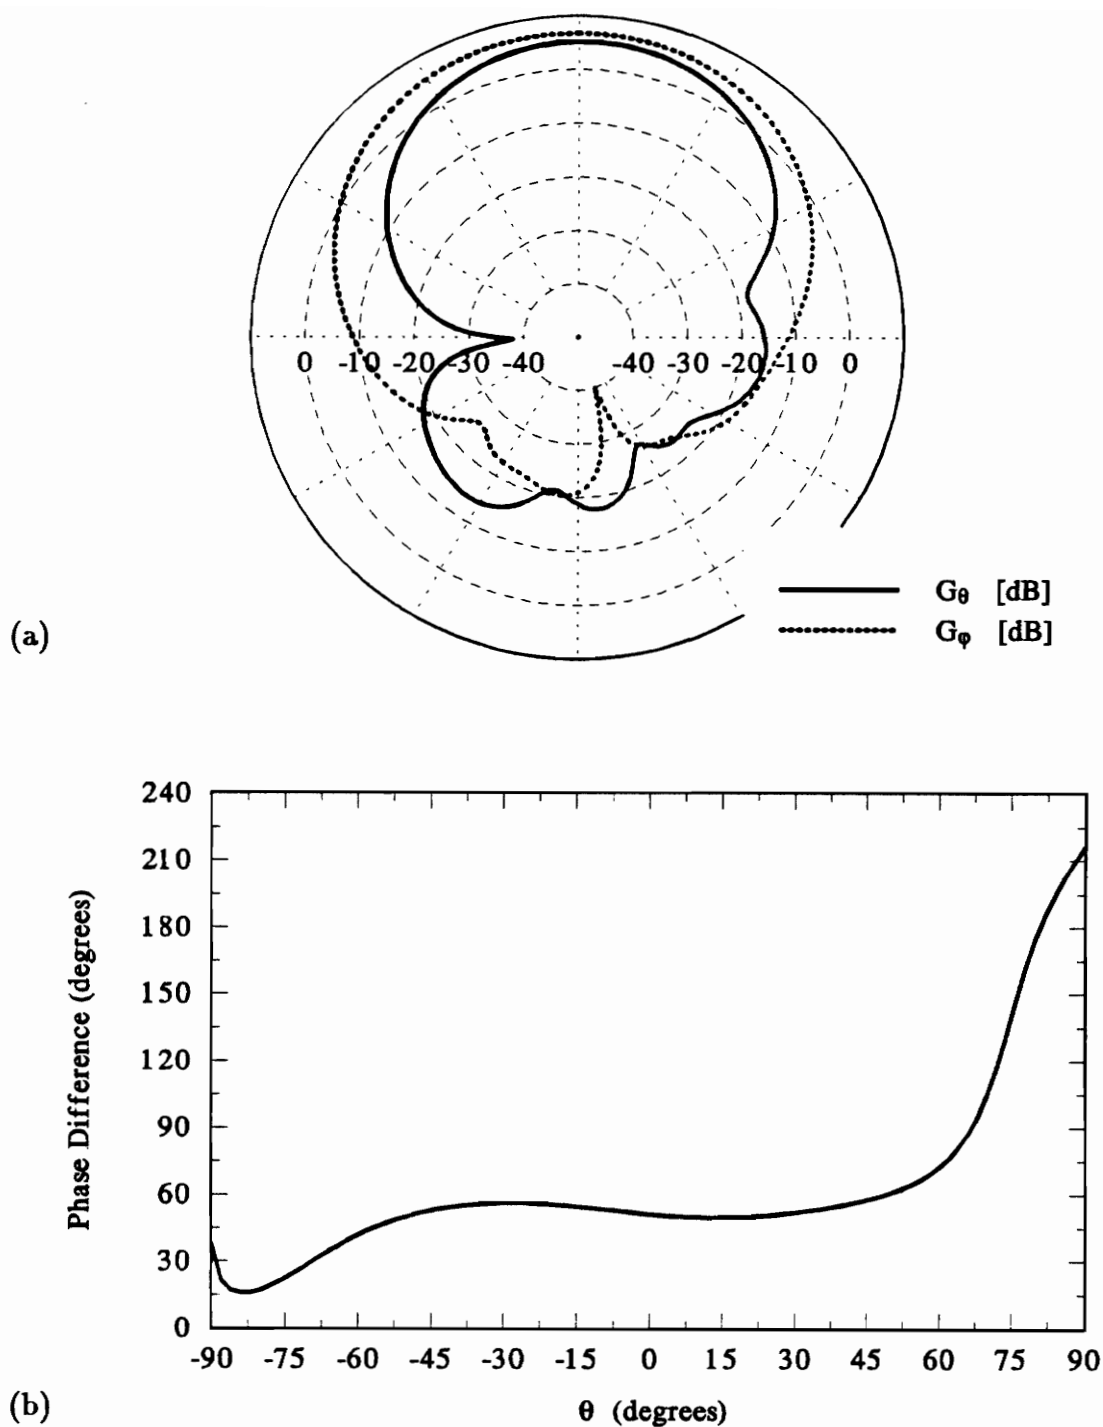 0 -10 -20 -30 -40 -40 -30 -20 -10 0
G_θ [dB]
G_φ [dB]
(a)
240
210
180
150
120
90
60
30
0
Phase Difference (degrees)
-90 -75 -60 -45 -30 -15 0 15 30 45 60 75 90
θ (degrees)
(b)